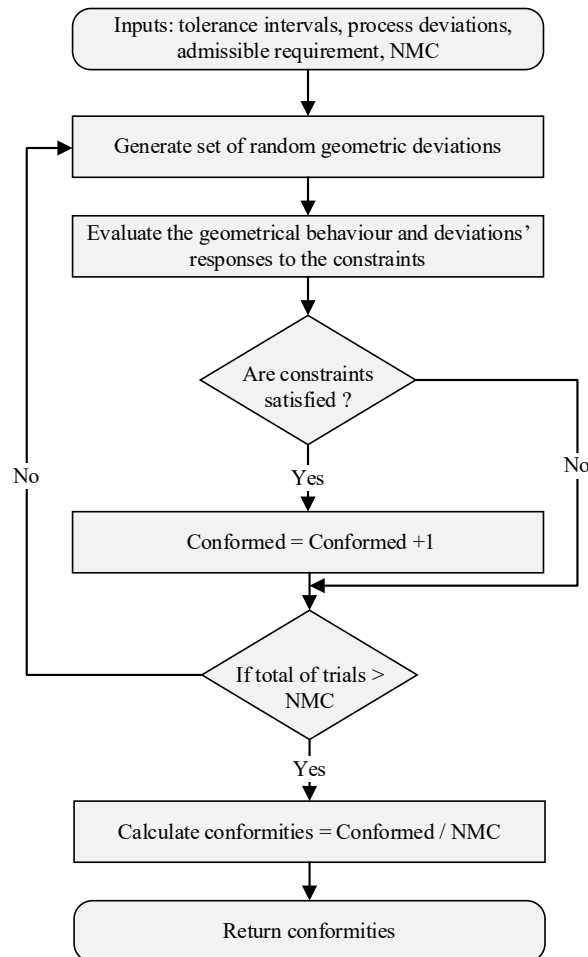 Inputs: tolerance intervals, process deviations,
admissible requirement, NMC
Generate set of random geometric deviations
Evaluate the geometrical behaviour and deviations’
responses to the constraints
Are constraints
satisfied ?
No
No
Yes
Conformed = Conformed +1
If total of trials >
NMC
Yes
Calculate conformities = Conformed / NMC
Return conformities